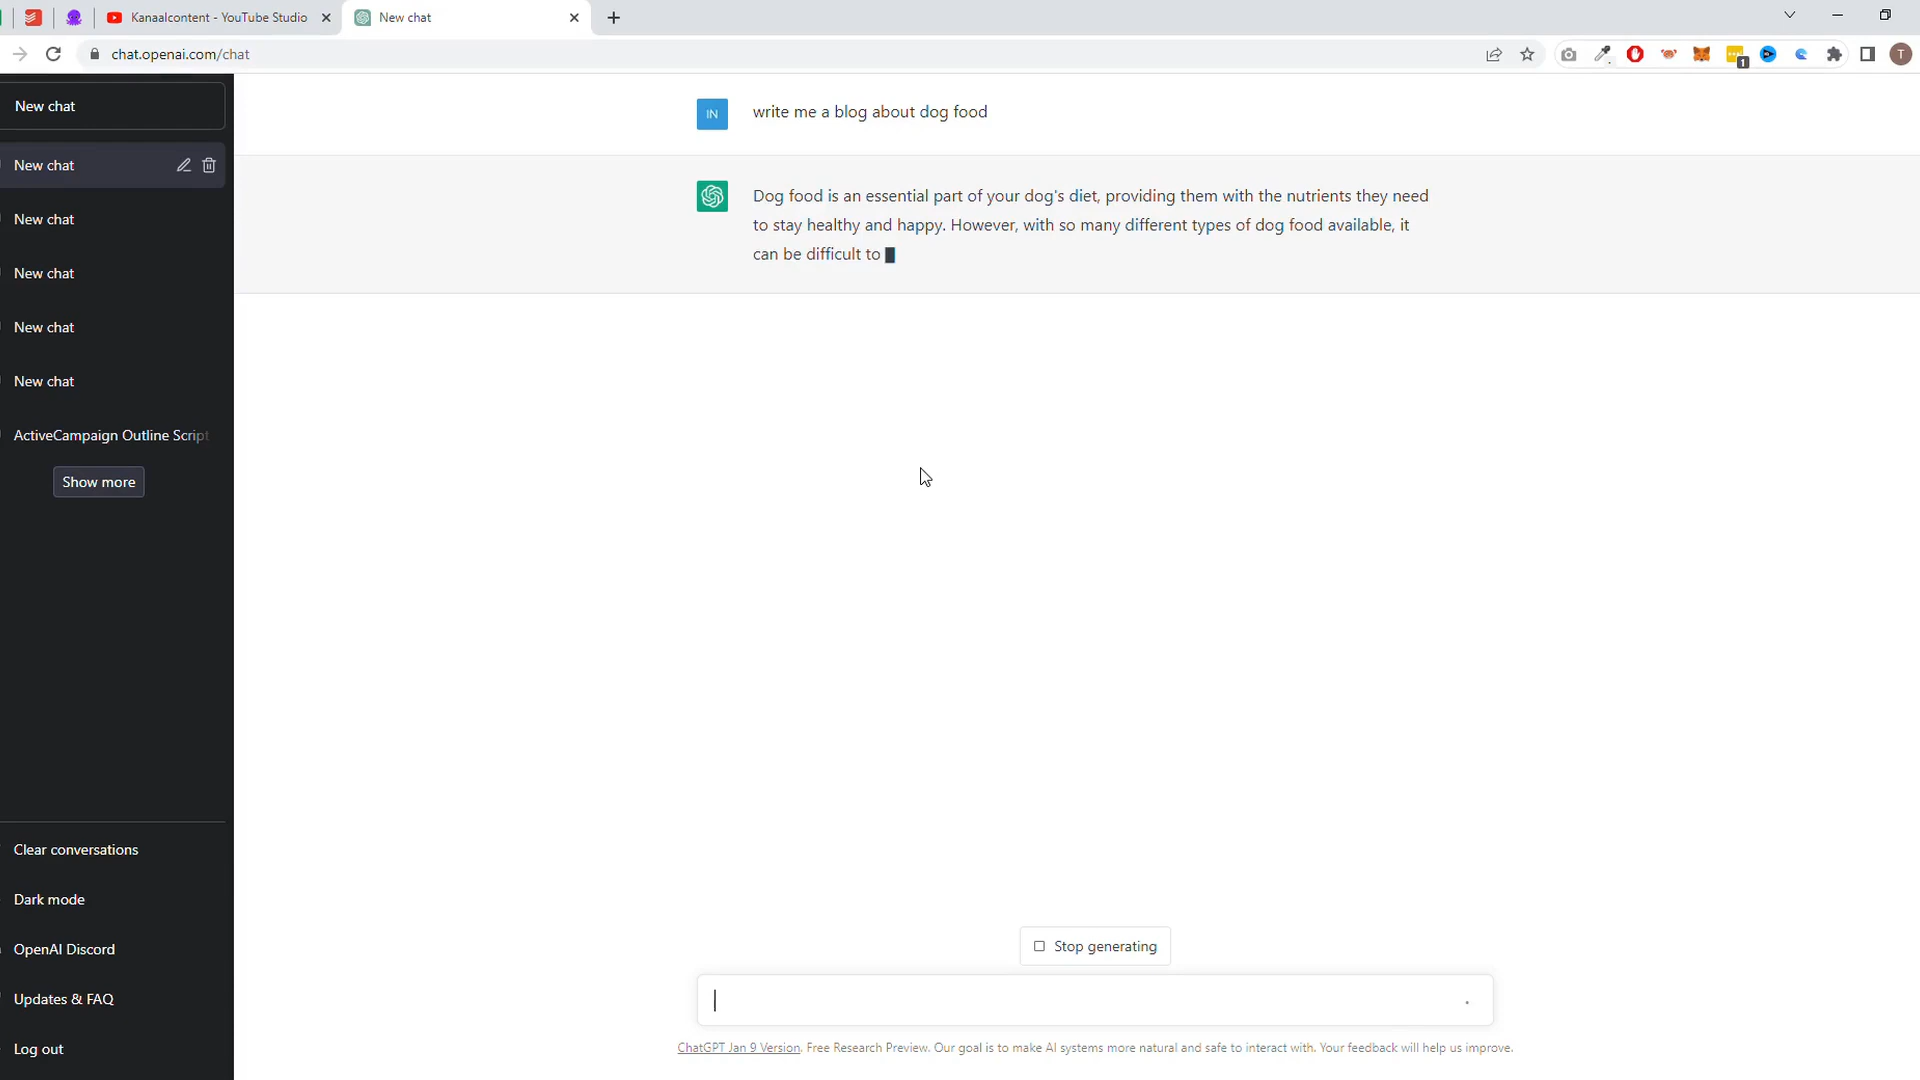 Kanaalcontent - YouTube Studio
New chat
chat.openai.com/chat
1
T
New chat
New chat
New chat
New chat
New chat
New chat
ActiveCampaign Outline Script
Show more
Clear conversations
Dark mode
OpenAI Discord
Updates & FAQ
Log out
IN
write me a blog about dog food
Dog food is an essential part of your dog's diet, providing them with the nutrients they need
to stay healthy and happy. However, with so many different types of dog food available, it
can be difficult to
Stop generating
ChatGPT Jan 9 Version. Free Research Preview. Our goal is to make AI systems more natural and safe to interact with. Your feedback will help us improve.